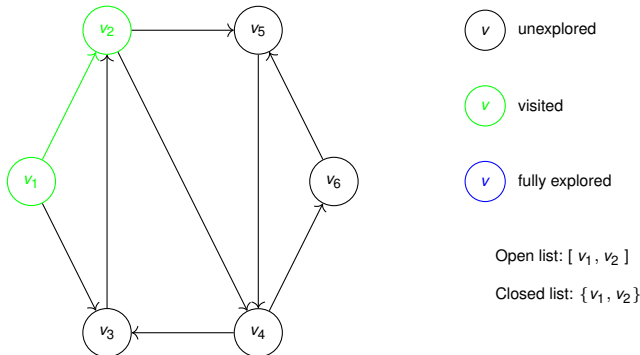 v₂
v₅
v unexplored
v visited
v₁
v₆
v fully explored
Open list: [ v₁, v₂ ]
Closed list: {v₁, v₂}
v₃
v₄